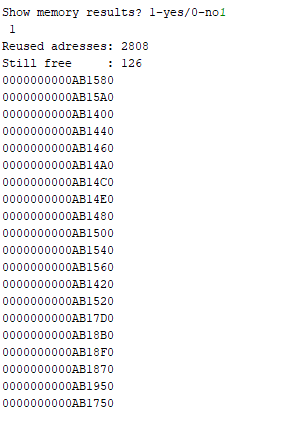 Show memory results? 1-yes/0-no1
1
Reused adresses: 2808
Still free     : 126
0000000000AB1580
0000000000AB15A0
0000000000AB1400
0000000000AB1440
0000000000AB1460
0000000000AB14A0
0000000000AB14C0
0000000000AB14E0
0000000000AB1480
0000000000AB1500
0000000000AB1540
0000000000AB1560
0000000000AB1420
0000000000AB1520
0000000000AB17D0
0000000000AB18B0
0000000000AB18F0
0000000000AB1870
0000000000AB1950
0000000000AB1750